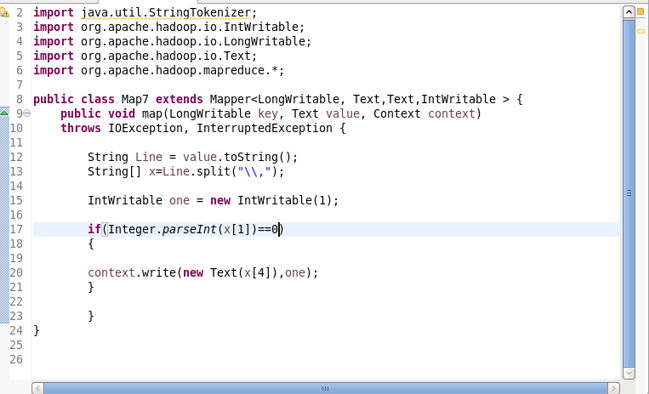 2 import java.util.StringTokenizer;
3 import org.apache.hadoop.io.IntWritable;
4 import org.apache.hadoop.io.LongWritable;
5 import org.apache.hadoop.io.Text;
6 import org.apache.hadoop.mapreduce.*;
7
8 public class Map7 extends Mapper<LongWritable, Text,Text,IntWritable > {
9 public void map(LongWritable key, Text value, Context context)
10 throws IOException, InterruptedException {
11
12 String Line = value.toString();
13 String[] x=Line.split("\\,");
14
15 IntWritable one = new IntWritable(1);
16
17 if(Integer.parseInt(x[1])==0)
18 {
19
20 context.write(new Text(x[4]),one);
21 }
22
23 }
24 }
25
26